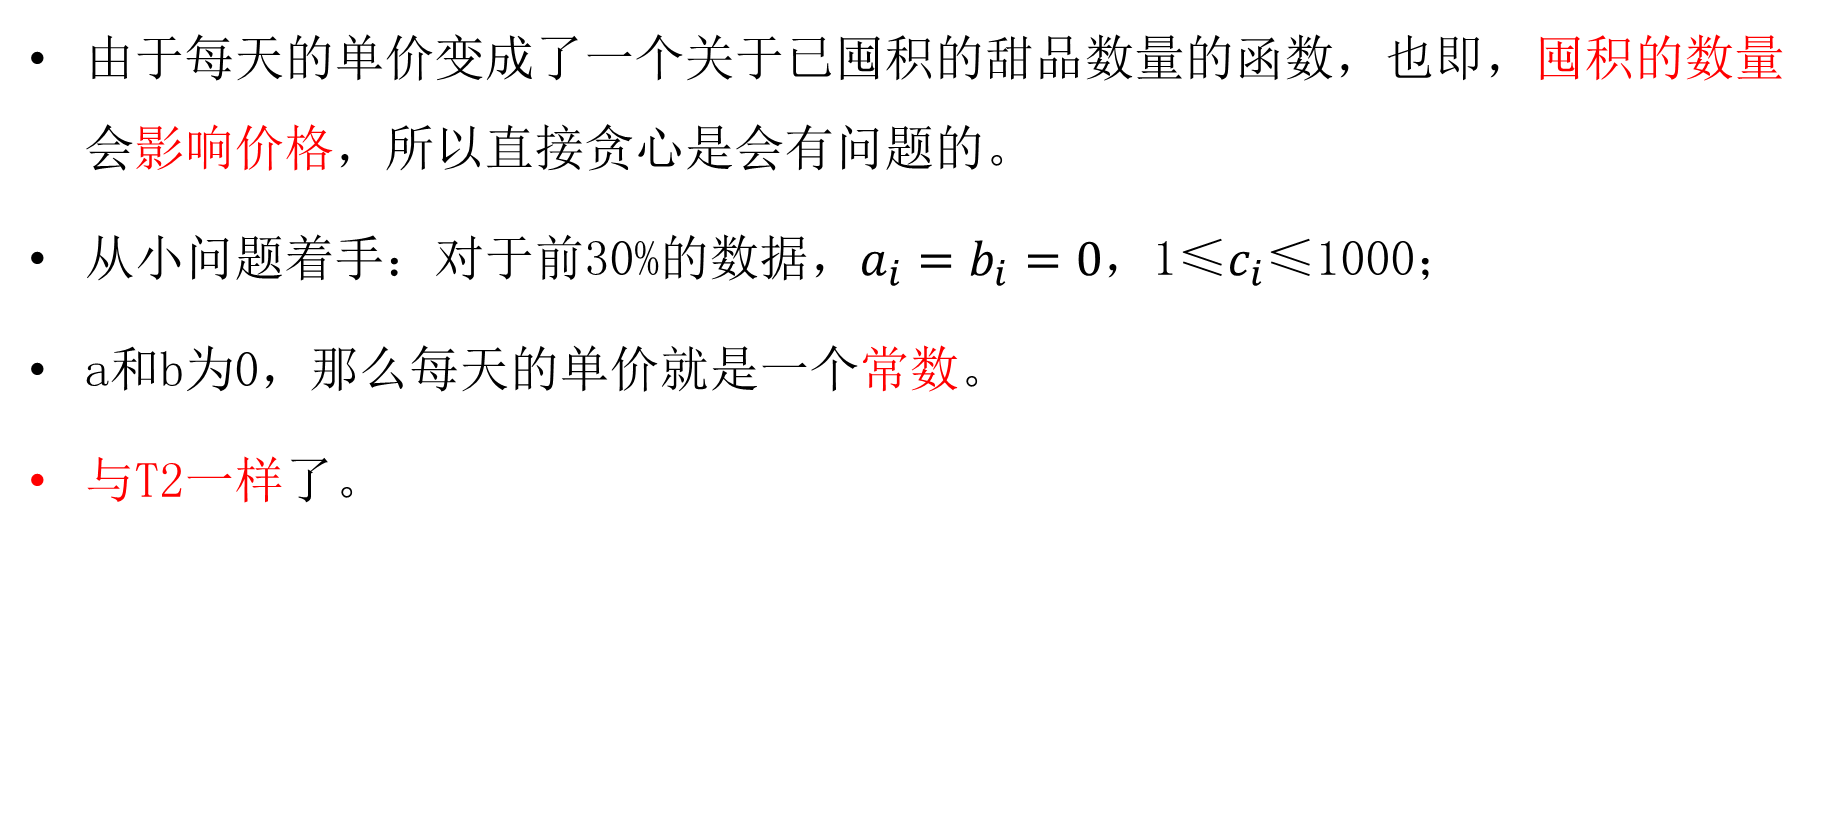 • 由于每天的单价变成了一个关于已囤积的甜品数量的函数，也即，囤积的数量
会影响价格，所以直接贪心是会有问题的。
• 从小问题着手：对于前30%的数据，aᵢ = bᵢ = 0，1≤cᵢ≤1000；
• a和b为0，那么每天的单价就是一个常数。
• 与T2一样了。